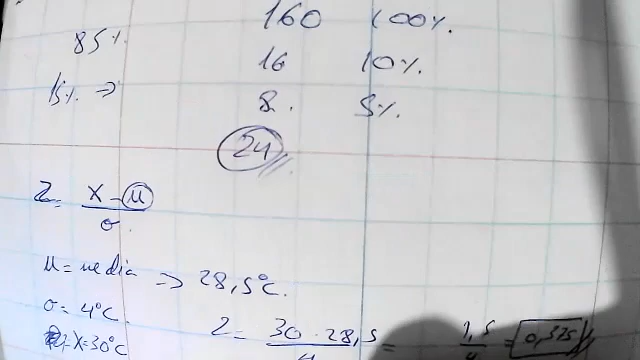 160 100%.
85%.
16 10%.
15% ⇒
8. 5%.
24
Z = X - μ
σ.
μ = media ⇒ 28,5°C.
σ = 4°C
X = 30°C
Z = 30 - 28,5 = 1,5 = 0,375
4 4